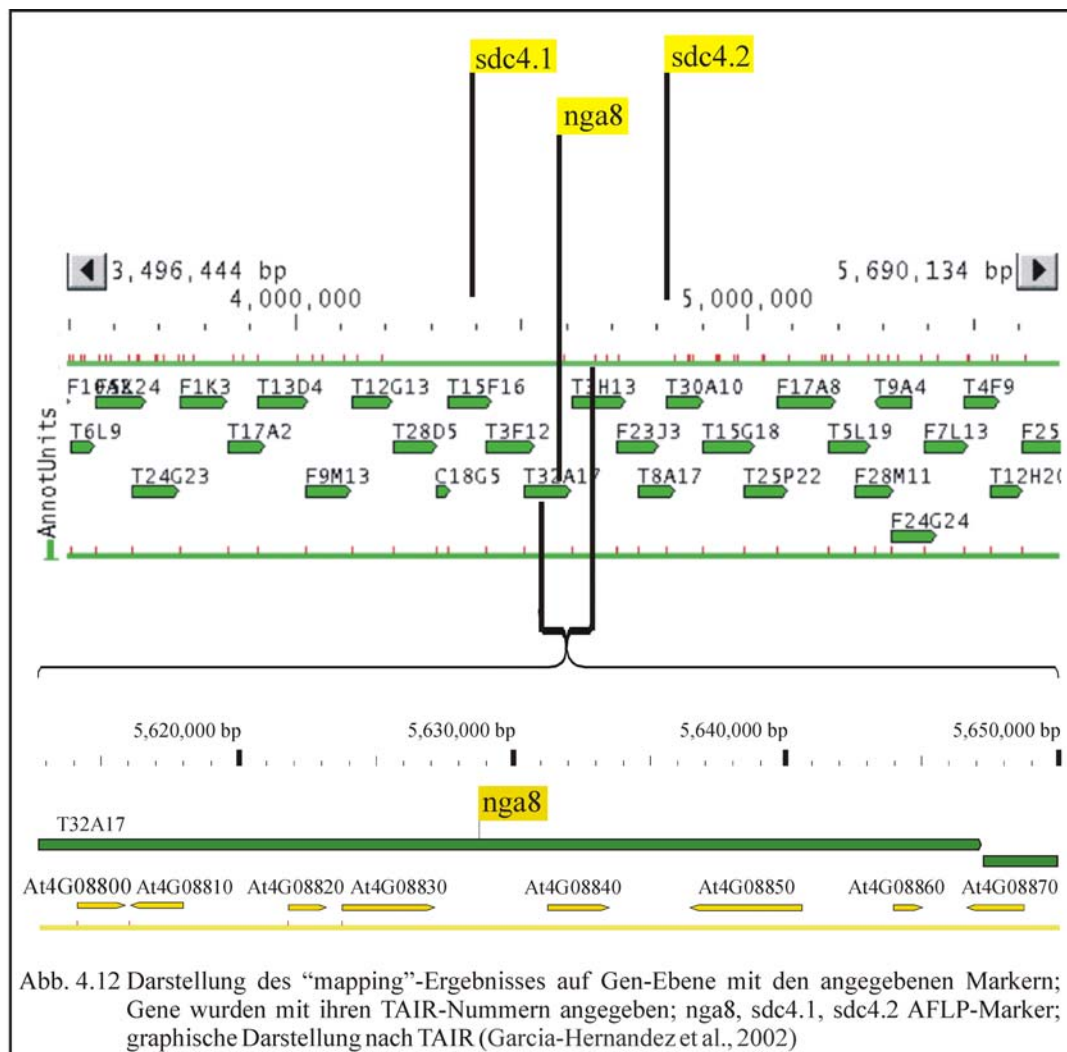 sdc4.1 sdc4.2
nga8
3,496,444 bp 5,690,134 bp
4,000,000 5,000,000
F1K3 T13D4 T12G13 T15F16 T3H13 T30A10 F17A8 T9A4 T4F9
T6L9 T17A2 T28D5 T3F12 F23J3 T15G18 T5L19 F7L13 F25
T24G23 F9M13 C18G5 T32A17 T8A17 T25P22 F28M11 T12H20
F24G24
AnnotUnits
5,620,000 bp 5,630,000 bp 5,640,000 bp 5,650,000 bp
nga8
T32A17
At4G08800 At4G08810 At4G08820 At4G08830 At4G08840 At4G08850 At4G08860 At4G08870
Abb. 4.12 Darstellung des “mapping”-Ergebnisses auf Gen-Ebene mit den angegebenen Markern;
Gene wurden mit ihren TAIR-Nummern angegeben; nga8, sdc4.1, sdc4.2 AFLP-Marker;
graphische Darstellung nach TAIR (Garcia-Hernandez et al., 2002)